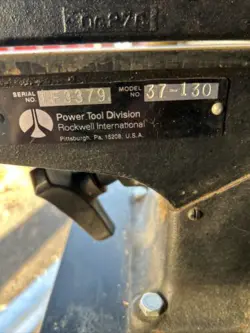 SERIAL NO. MODEL NO. 37-130
Power Tool Division
Rockwell International
Pittsburgh, Pa. 15208, U.S.A.